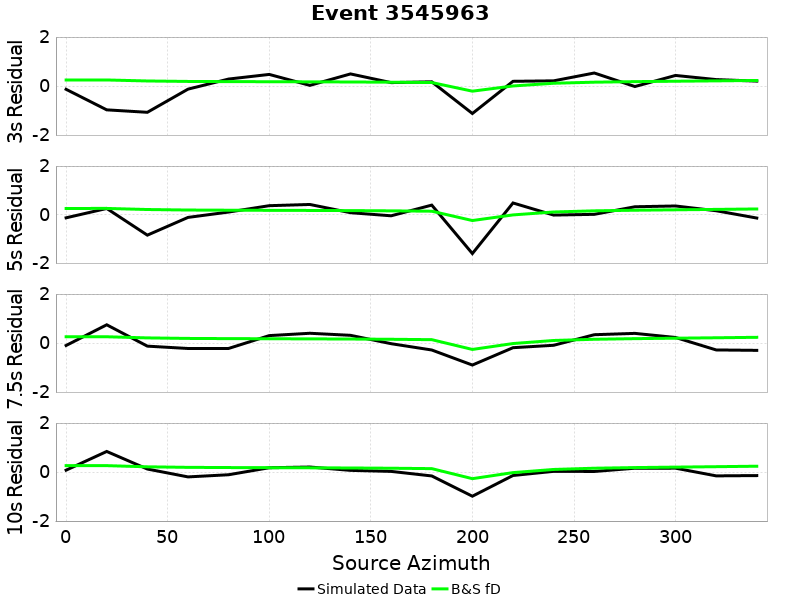 Event 3545963
3s Residual
2
0
-2
5s Residual
2
0
-2
7.5s Residual
2
0
-2
10s Residual
2
0
-2
0 50 100 150 200 250 300
Source Azimuth
Simulated Data B&S fD